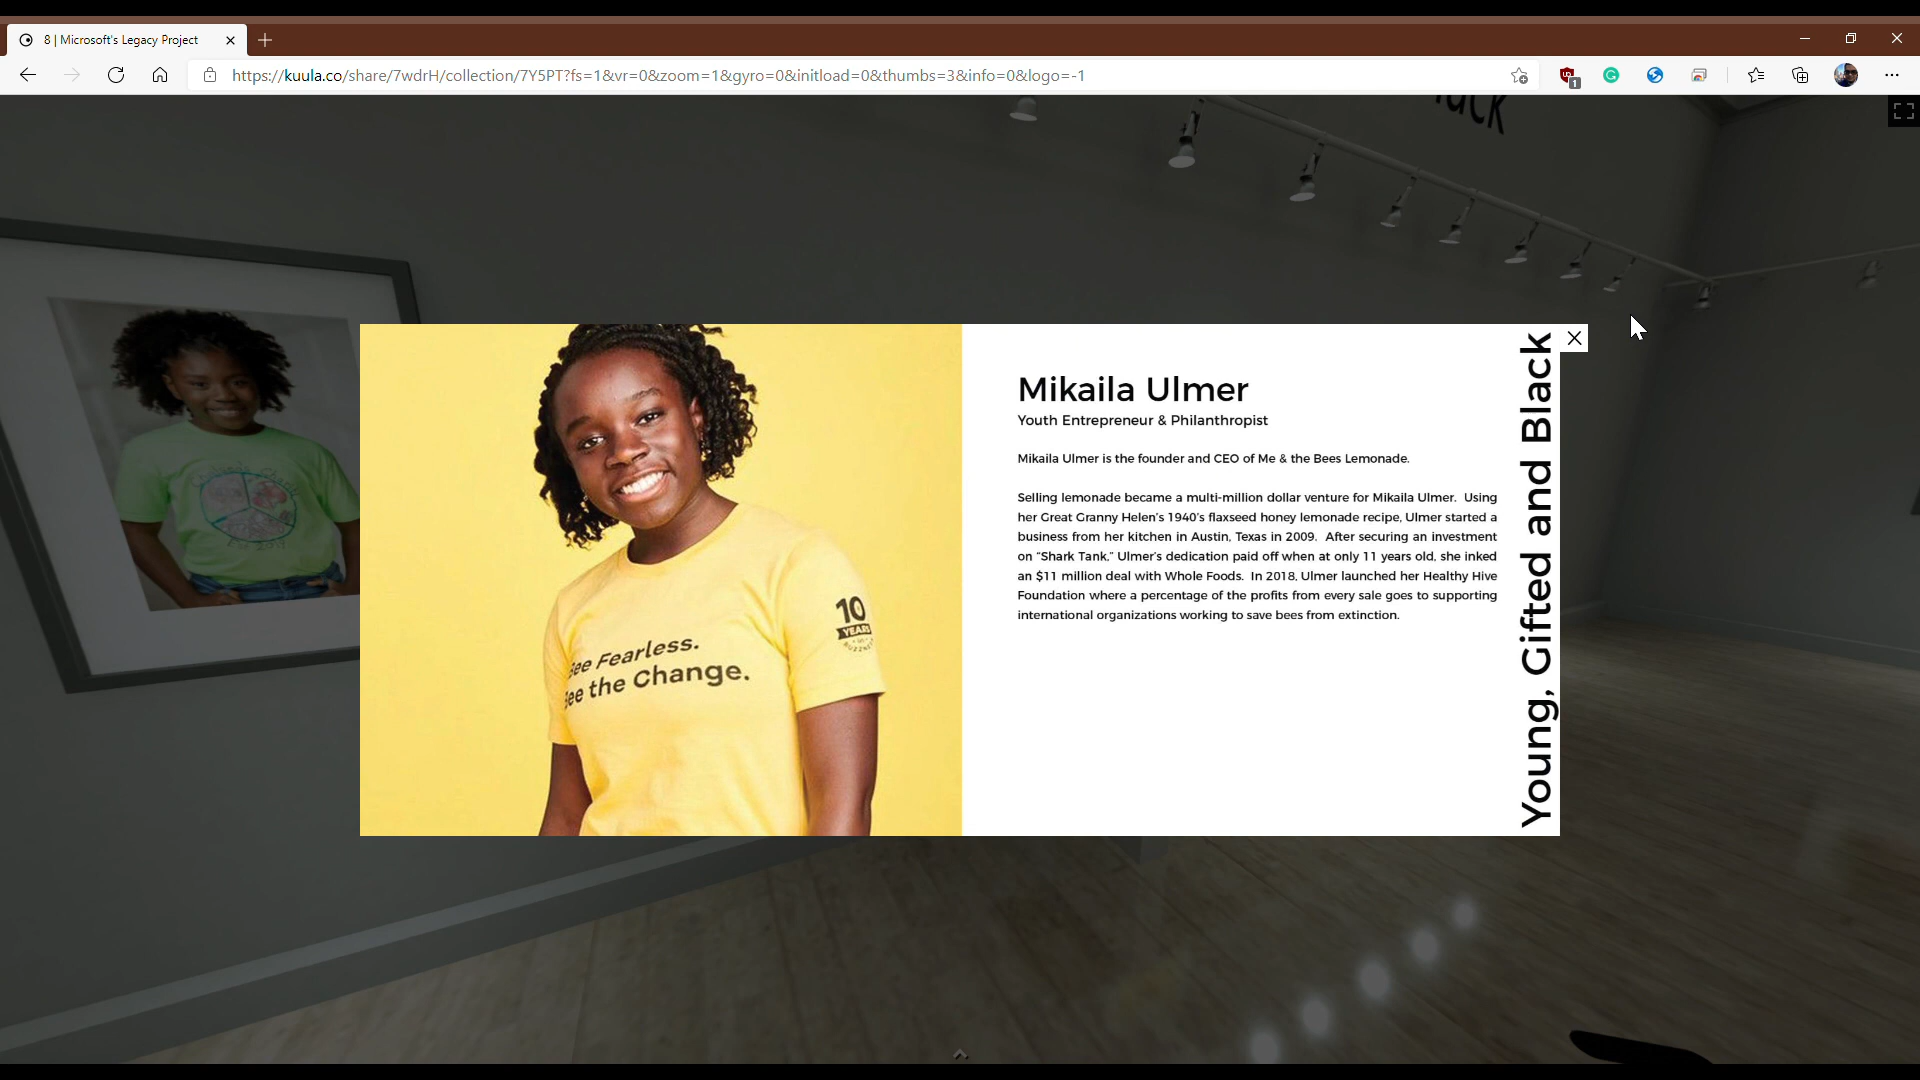 8 | Microsoft's Legacy Project
https://kuula.co/share/7wdrH/collection/7Y5PT?fs=1&vr=0&zoom=1&gyro=0&initload=0&thumbs=3&info=0&logo=-1
1
Mikaila Ulmer
Youth Entrepreneur & Philanthropist
Mikaila Ulmer is the founder and CEO of Me & the Bees Lemonade.
Selling lemonade became a multi-million dollar venture for Mikaila Ulmer. Using
her Great Granny Helen's 1940's flaxseed honey lemonade recipe, Ulmer started a
business from her kitchen in Austin, Texas in 2009. After securing an investment
on "Shark Tank," Ulmer's dedication paid off when at only 11 years old, she inked
an $11 million deal with Whole Foods. In 2018, Ulmer launched her Healthy Hive
Foundation where a percentage of the profits from every sale goes to supporting
international organizations working to save bees from extinction.
Young, Gifted and Black
Bee Fearless.
Bee the Change.
10
YEARS